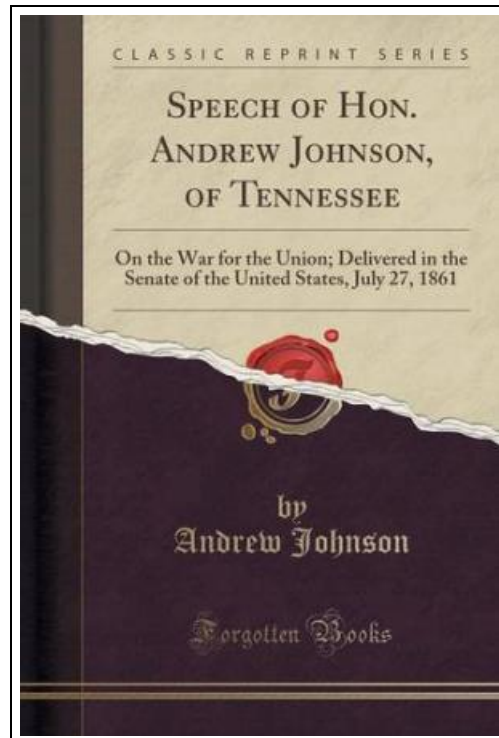 CLASSIC REPRINT SERIES
SPEECH OF HON.
ANDREW JOHNSON,
OF TENNESSEE
On the War for the Union; Delivered in the
Senate of the United States, July 27, 1861
by
Andrew Johnson
Forgotten Books